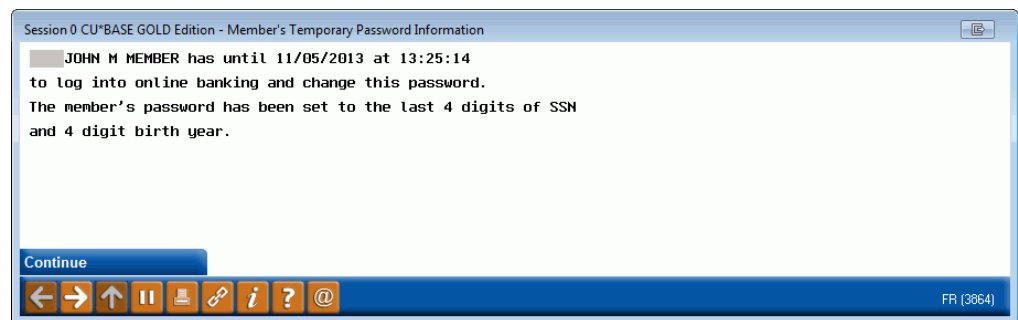 Session 0 CU*BASE GOLD Edition - Member's Temporary Password Information
JOHN M MEMBER has until 11/05/2013 at 13:25:14
to log into online banking and change this password.
The member's password has been set to the last 4 digits of SSN
and 4 digit birth year.
Continue
i ? @
FR (3864)